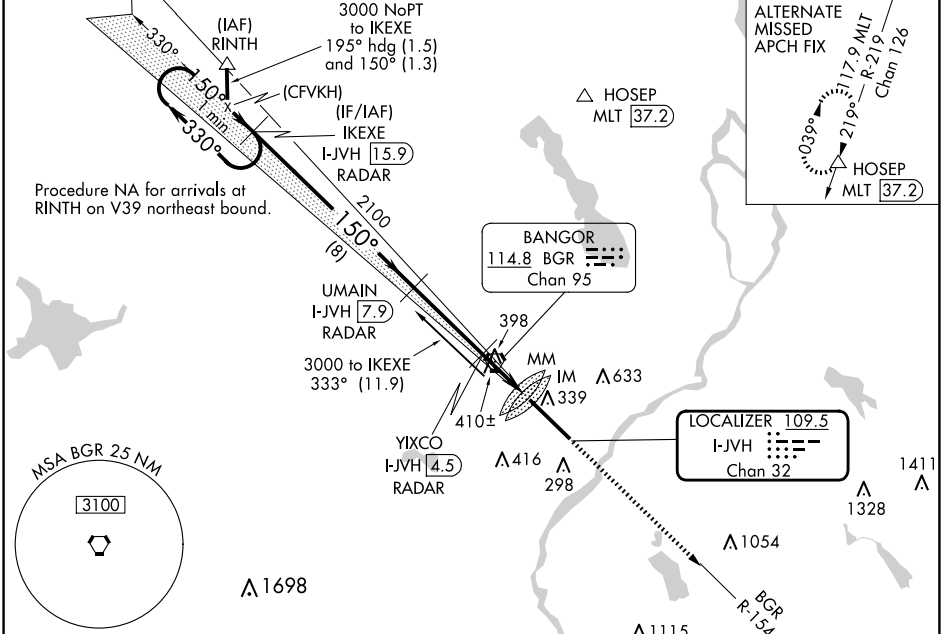 3000 NoPT
to IKEXE
195° hdg (1.5)
and 150° (1.3)
(IAF)
RINTH
330°
150°
1 min
330°
(CFVKH)
(IF/IAF)
IKEXE
I-JVH 15.9
RADAR
HOSEP
MLT 37.2
ALTERNATE
MISSED
APCH FIX
117.9 MLT
R-219
Chan 126
039°
219°
HOSEP
MLT 37.2
Procedure NA for arrivals at
RINTH on V39 northeast bound.
2100
150°
(8)
BANGOR
114.8 BGR
Chan 95
UMAIN
I-JVH 7.9
RADAR
3000 to IKEXE
333° (11.9)
398
MM
IM
633
339
410±
YIXCO
I-JVH 4.5
RADAR
LOCALIZER 109.5
I-JVH
Chan 32
416
298
1411
1328
MSA BGR 25 NM
3100
1054
1698
BGR
R-154
1115